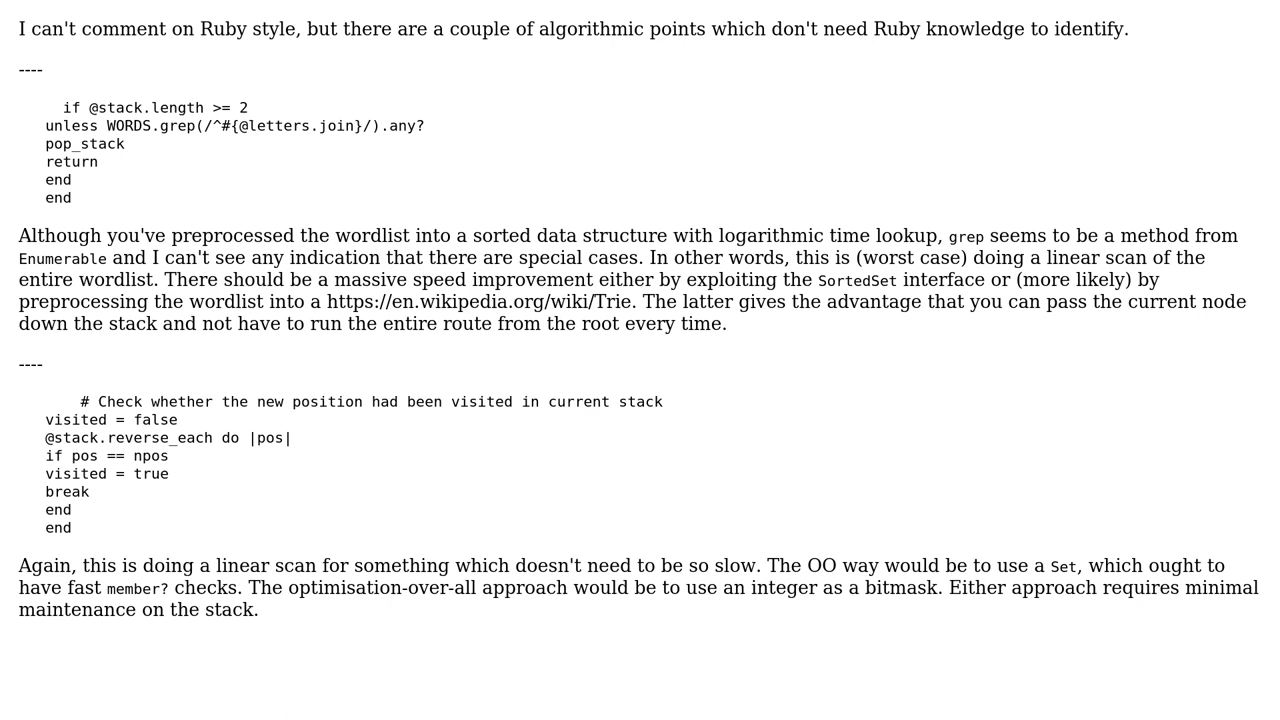 I can't comment on Ruby style, but there are a couple of algorithmic points which don't need Ruby knowledge to identify.
----
if @stack.length >= 2
unless WORDS.grep(/^#{@letters.join}/).any?
pop_stack
return
end
end
Although you've preprocessed the wordlist into a sorted data structure with logarithmic time lookup, grep seems to be a method from
Enumerable and I can't see any indication that there are special cases. In other words, this is (worst case) doing a linear scan of the
entire wordlist. There should be a massive speed improvement either by exploiting the SortedSet interface or (more likely) by
preprocessing the wordlist into a https://en.wikipedia.org/wiki/Trie. The latter gives the advantage that you can pass the current node
down the stack and not have to run the entire route from the root every time.
----
# Check whether the new position had been visited in current stack
visited = false
@stack.reverse_each do |pos|
if pos == npos
visited = true
break
end
end
Again, this is doing a linear scan for something which doesn't need to be so slow. The OO way would be to use a Set, which ought to
have fast member? checks. The optimisation-over-all approach would be to use an integer as a bitmask. Either approach requires minimal
maintenance on the stack.